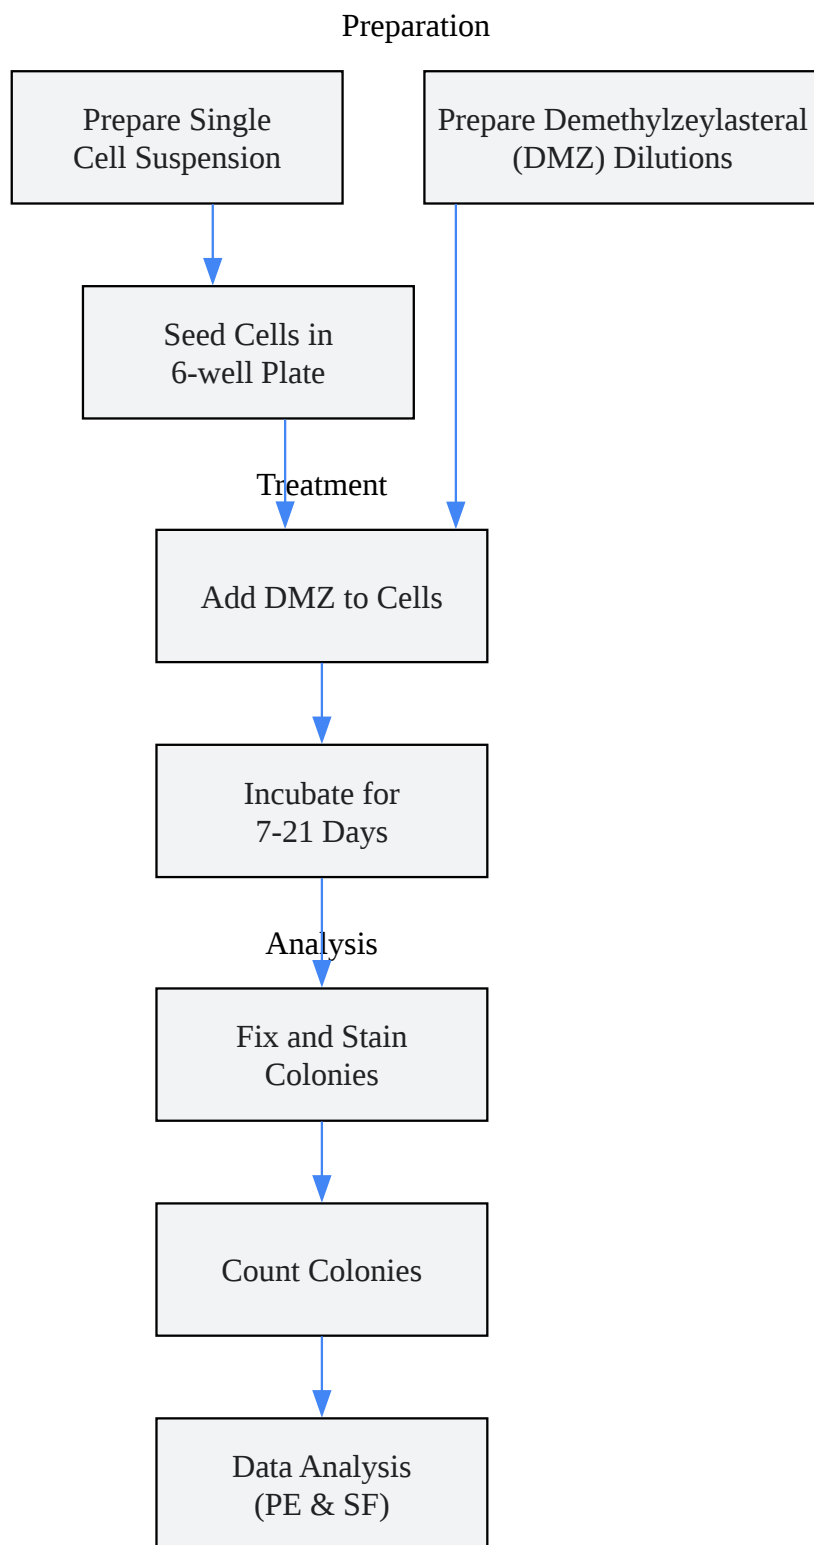 Preparation
Prepare Single
Cell Suspension
Prepare Demethylzeylasteral
(DMZ) Dilutions
Seed Cells in
6-well Plate
Treatment
Add DMZ to Cells
Incubate for
7-21 Days
Analysis
Fix and Stain
Colonies
Count Colonies
Data Analysis
(PE & SF)